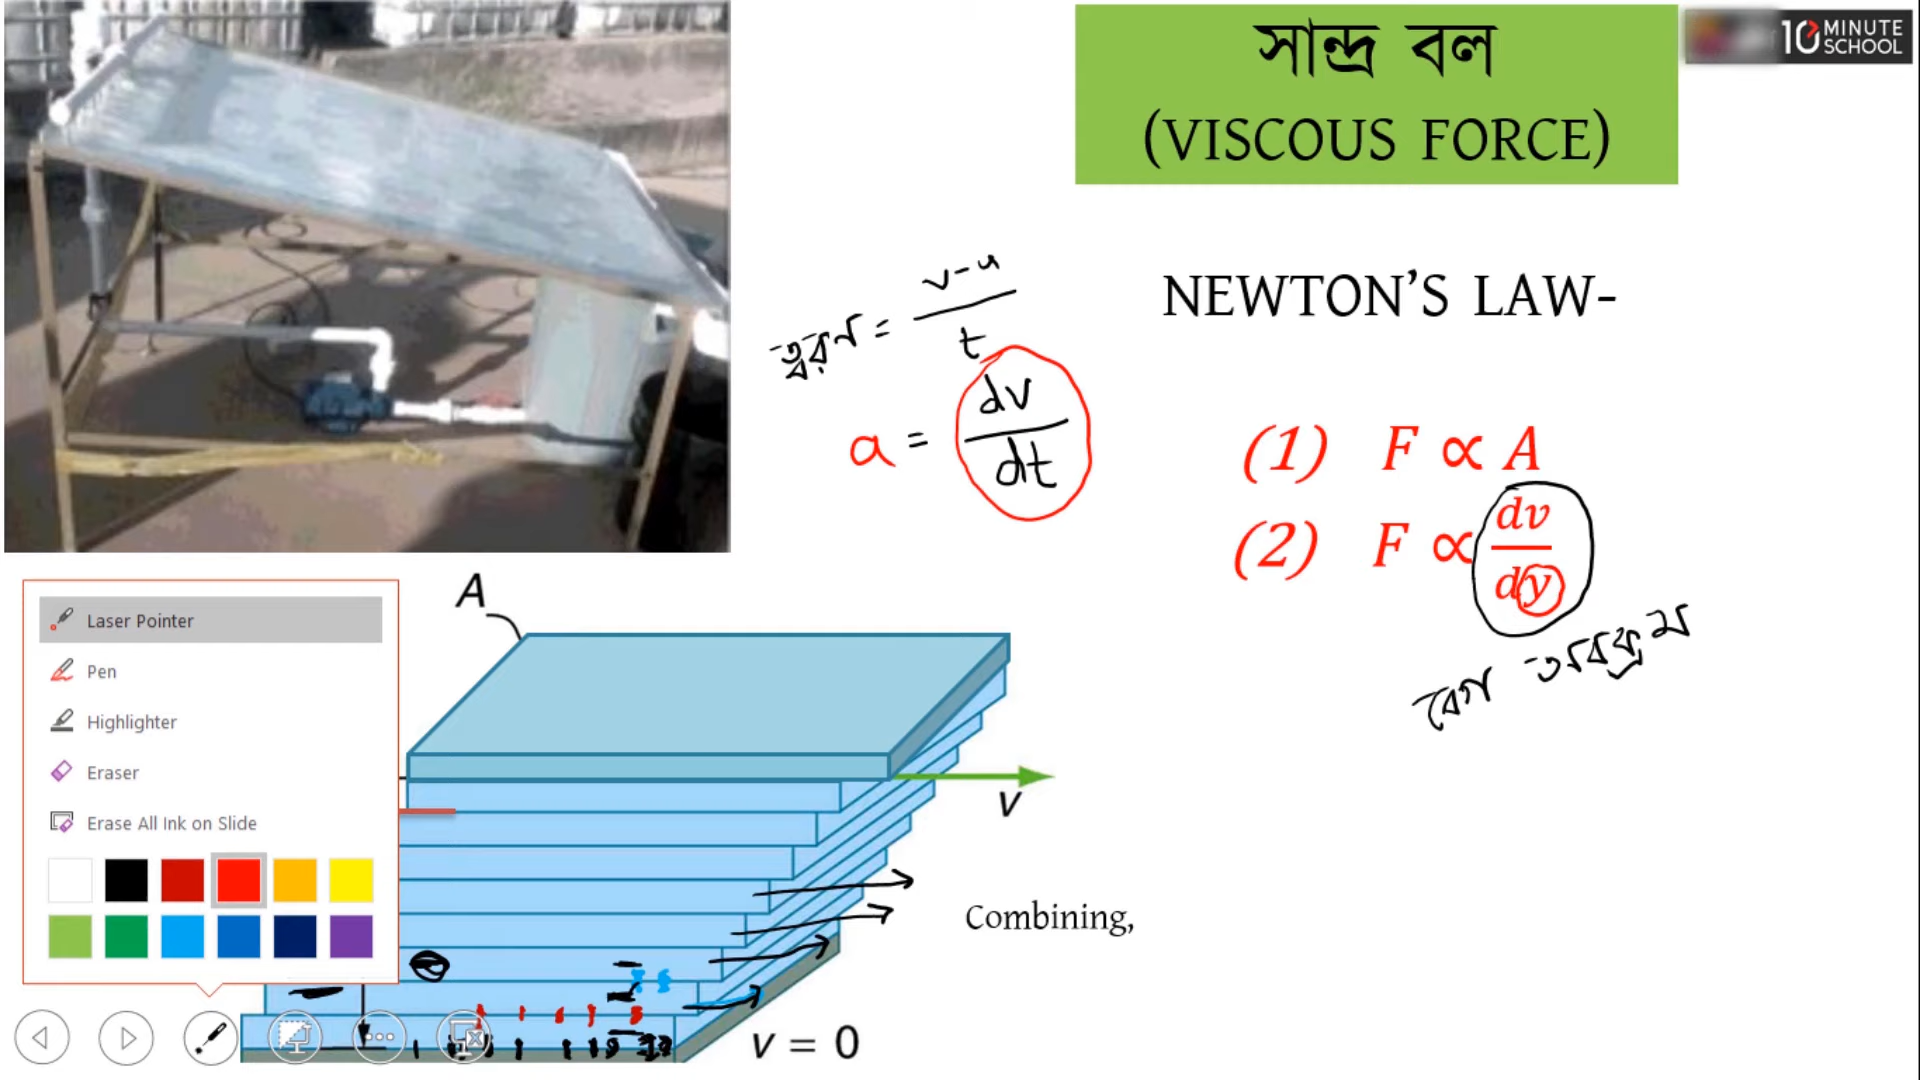 সান্দ্র বল
(VISCOUS FORCE)
10 MINUTE SCHOOL
NEWTON'S LAW-
ত্বরণ = v-u / t
a = dv / dt
(1) F ∝ A
(2) F ∝ dv / dy
বেগ
Laser Pointer
Pen
Highlighter
Eraser
Erase All Ink on Slide
A
v
Combining,
v = 0